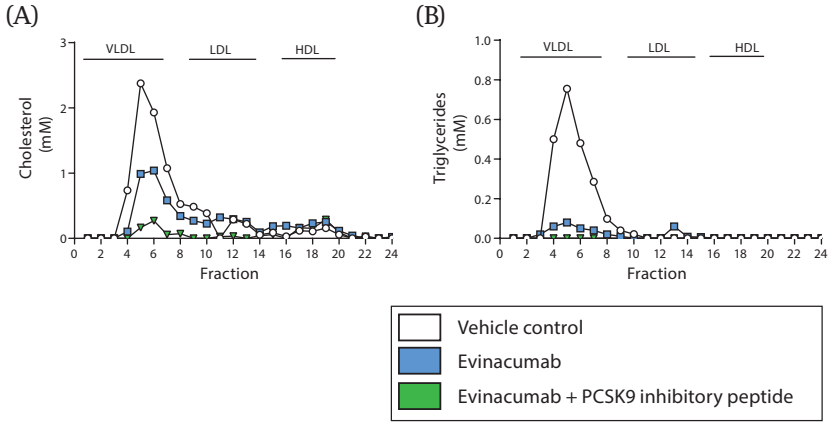 (A)
VLDL LDL HDL
3
2
1
0
Cholesterol
(mM)
0 2 4 6 8 10 12 14 16 18 20 22 24
Fraction
(B)
VLDL LDL HDL
1.0
0.8
0.6
0.4
0.2
0.0
Triglycerides
(mM)
0 2 4 6 8 10 12 14 16 18 20 22 24
Fraction
Vehicle control
Evinacumab
Evinacumab + PCSK9 inhibitory peptide